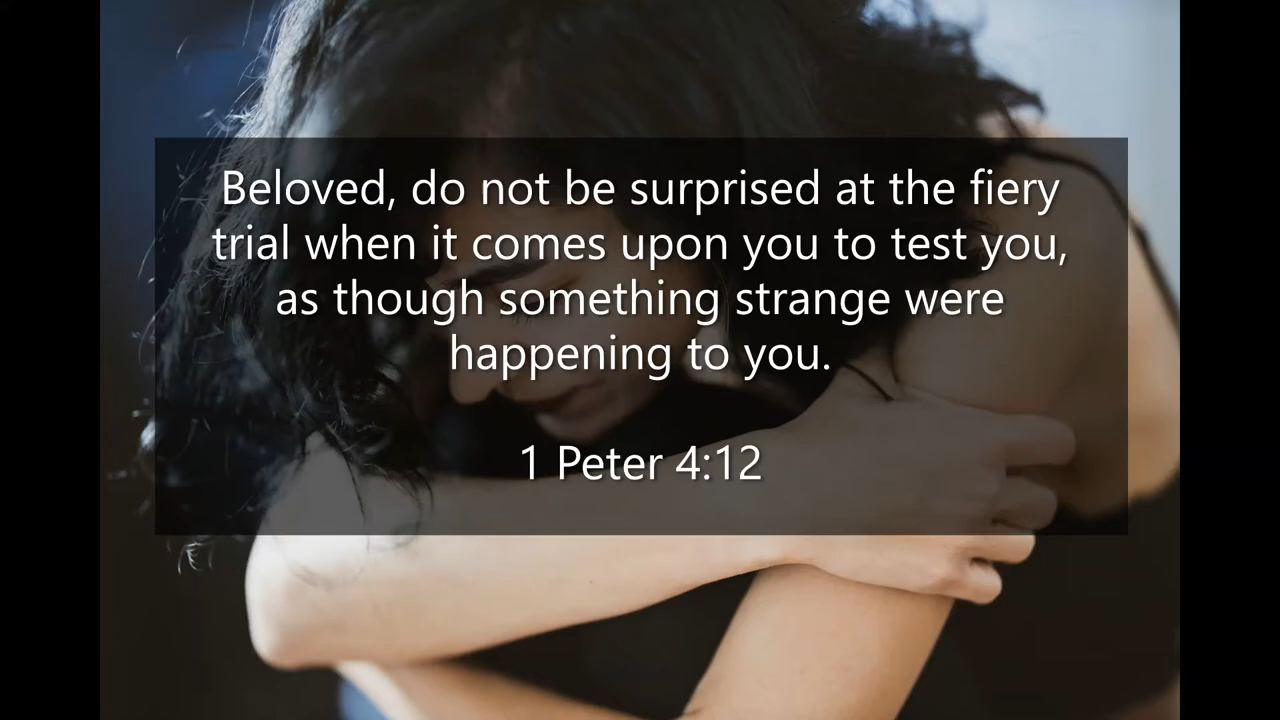 Beloved, do not be surprised at the fiery
trial when it comes upon you to test you,
as though something strange were
happening to you.
1 Peter 4:12